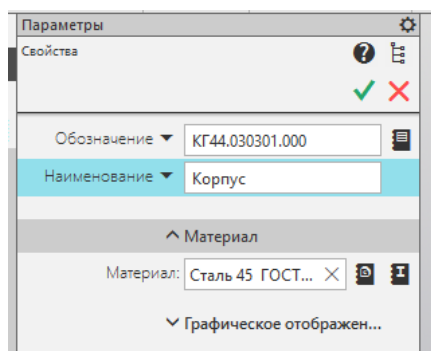 Параметры
Свойства
Обозначение КГ44.030301.000
Наименование Корпус
Материал
Материал: Сталь 45 ГОСТ...
Графическое отображен...